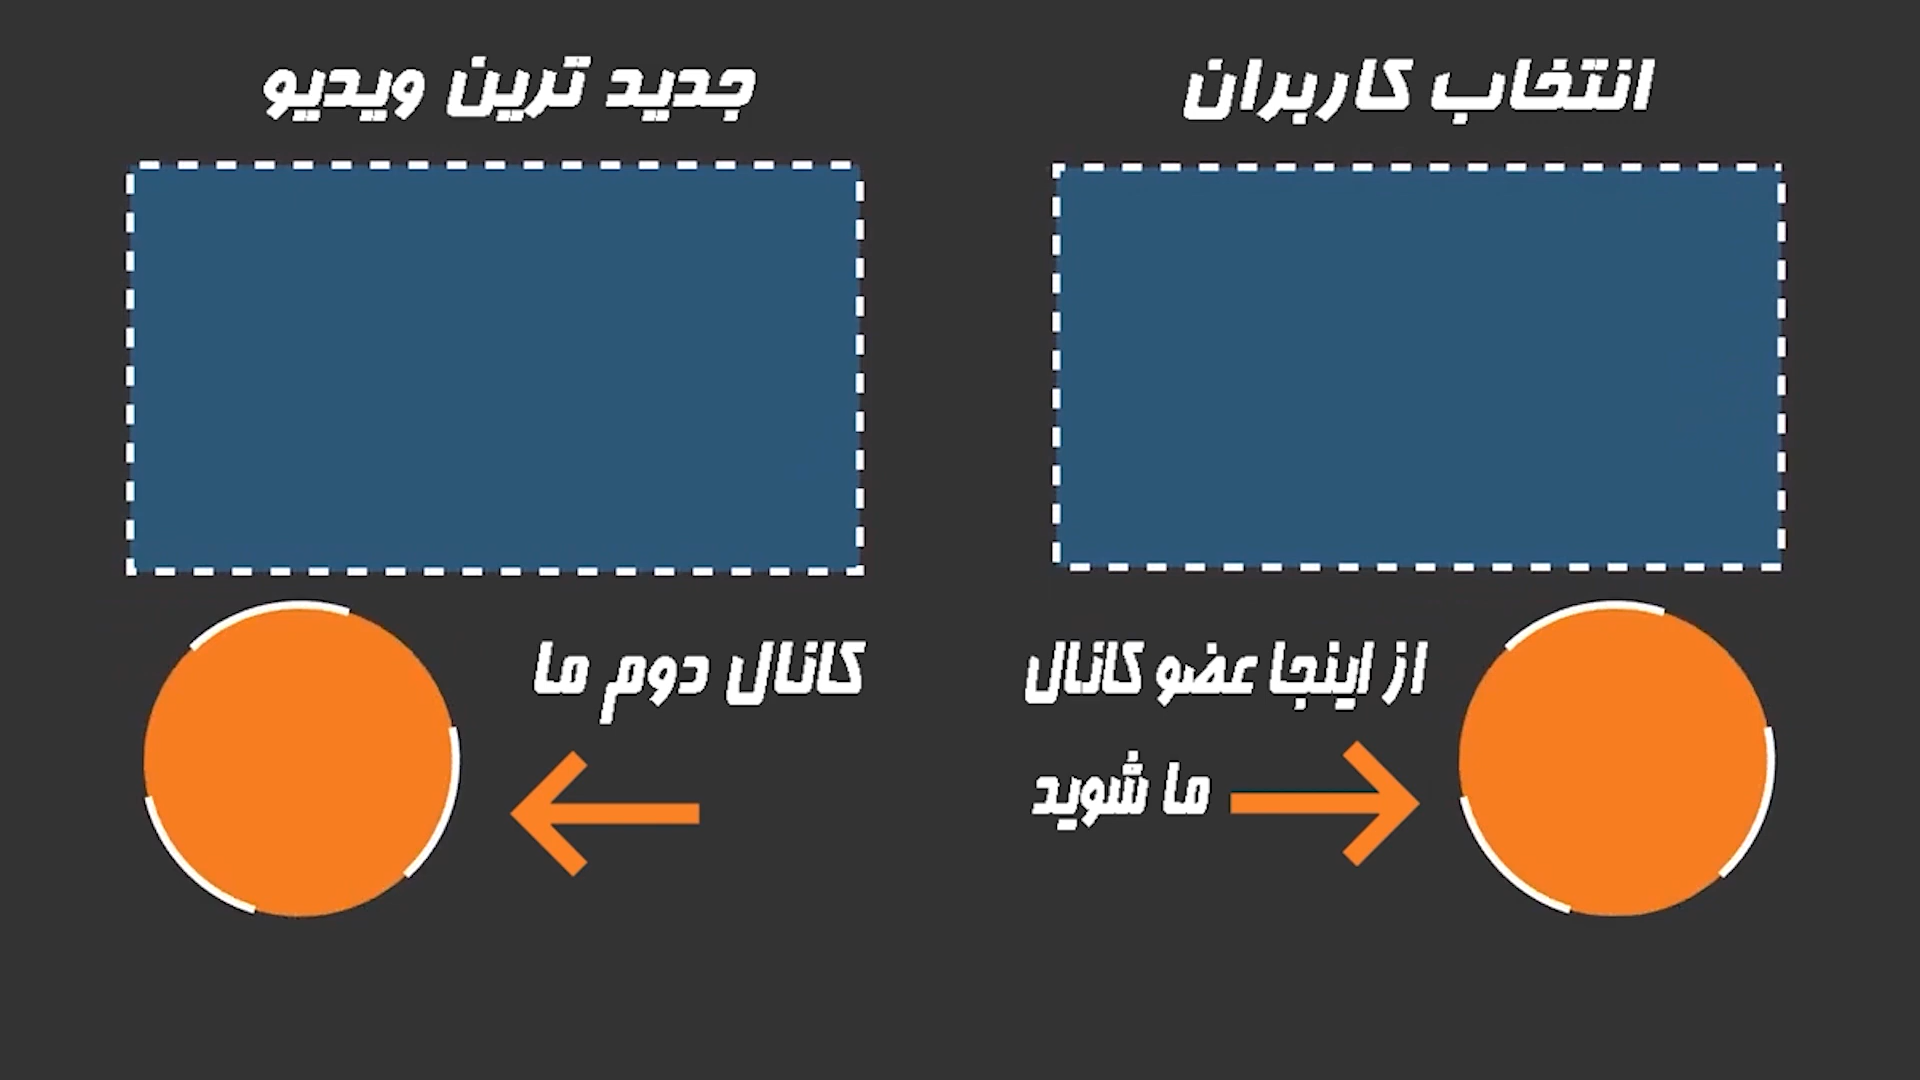 انتخاب کاربران
جدید ترین ویدیو
از اینجا عضو کانال
ما شوید
کانال دوم ما